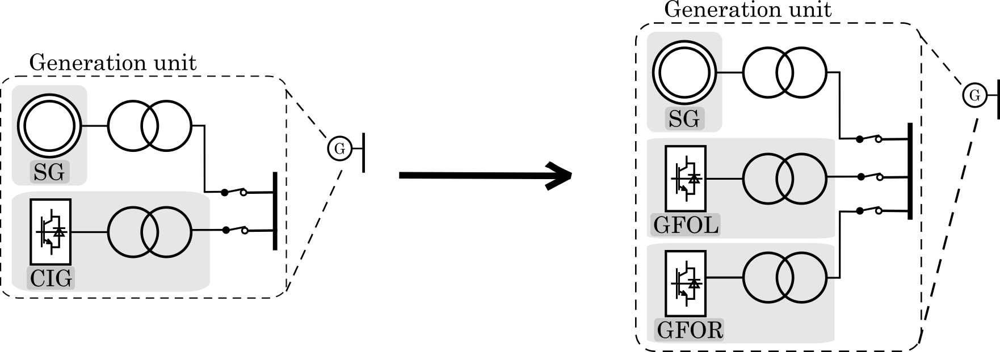 Generation unit
SG
CIG
G
Generation unit
SG
GFOL
GFOR
G